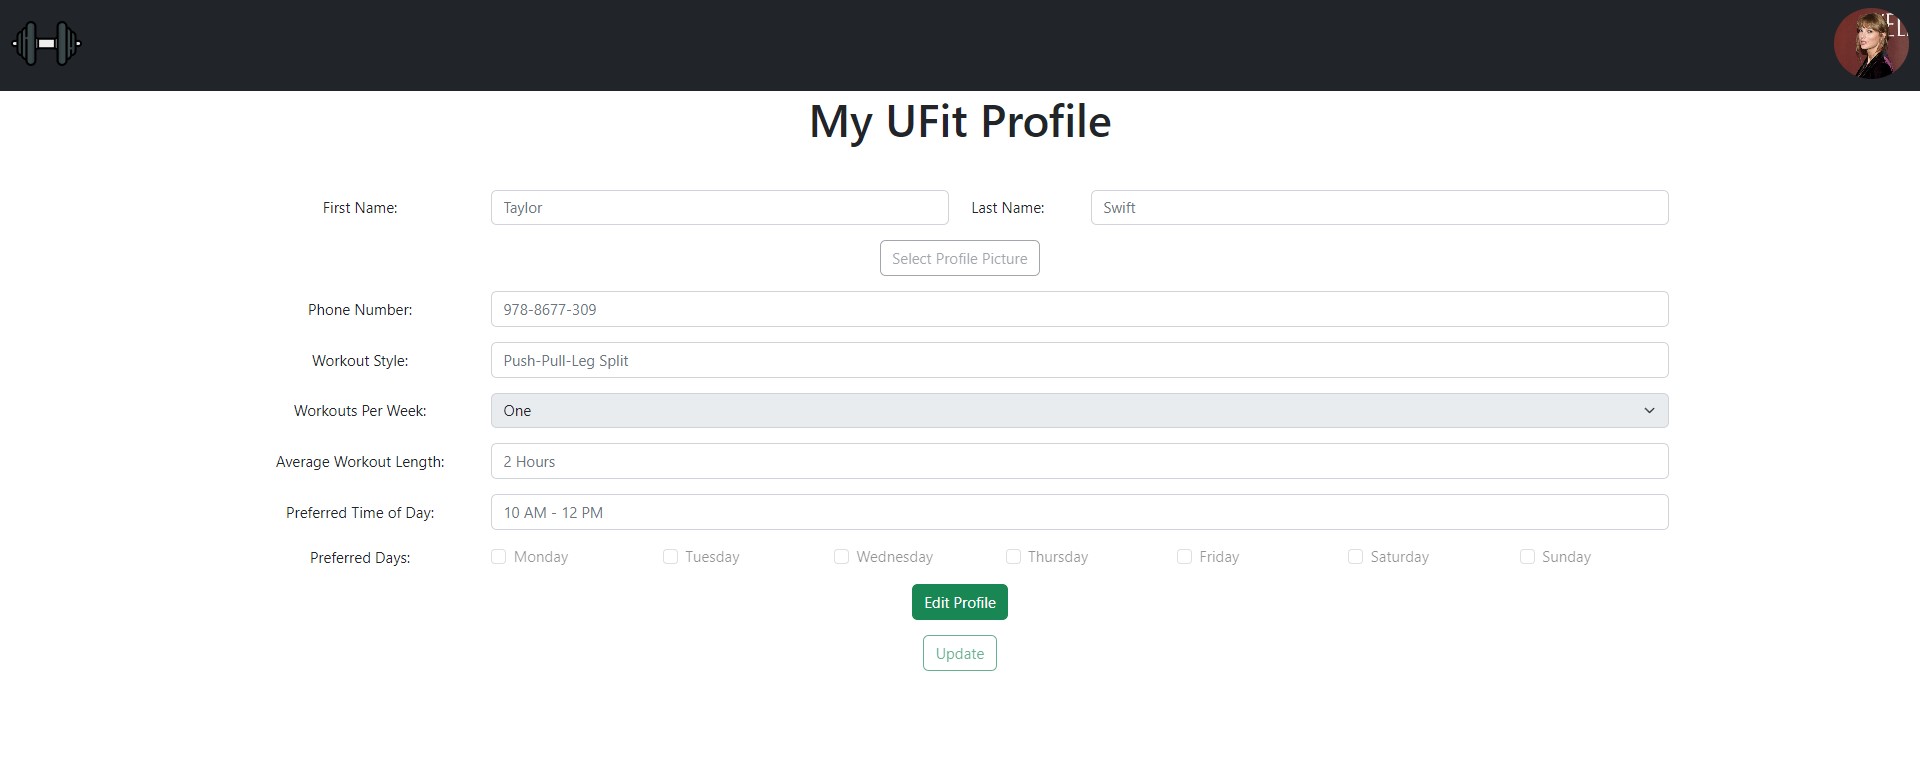 My UFit Profile
First Name: Taylor Last Name: Swift
Select Profile Picture
Phone Number: 978-8677-309
Workout Style: Push-Pull-Leg Split
Workouts Per Week: One
Average Workout Length: 2 Hours
Preferred Time of Day: 10 AM - 12 PM
Preferred Days: Monday Tuesday Wednesday Thursday Friday Saturday Sunday
Edit Profile
Update